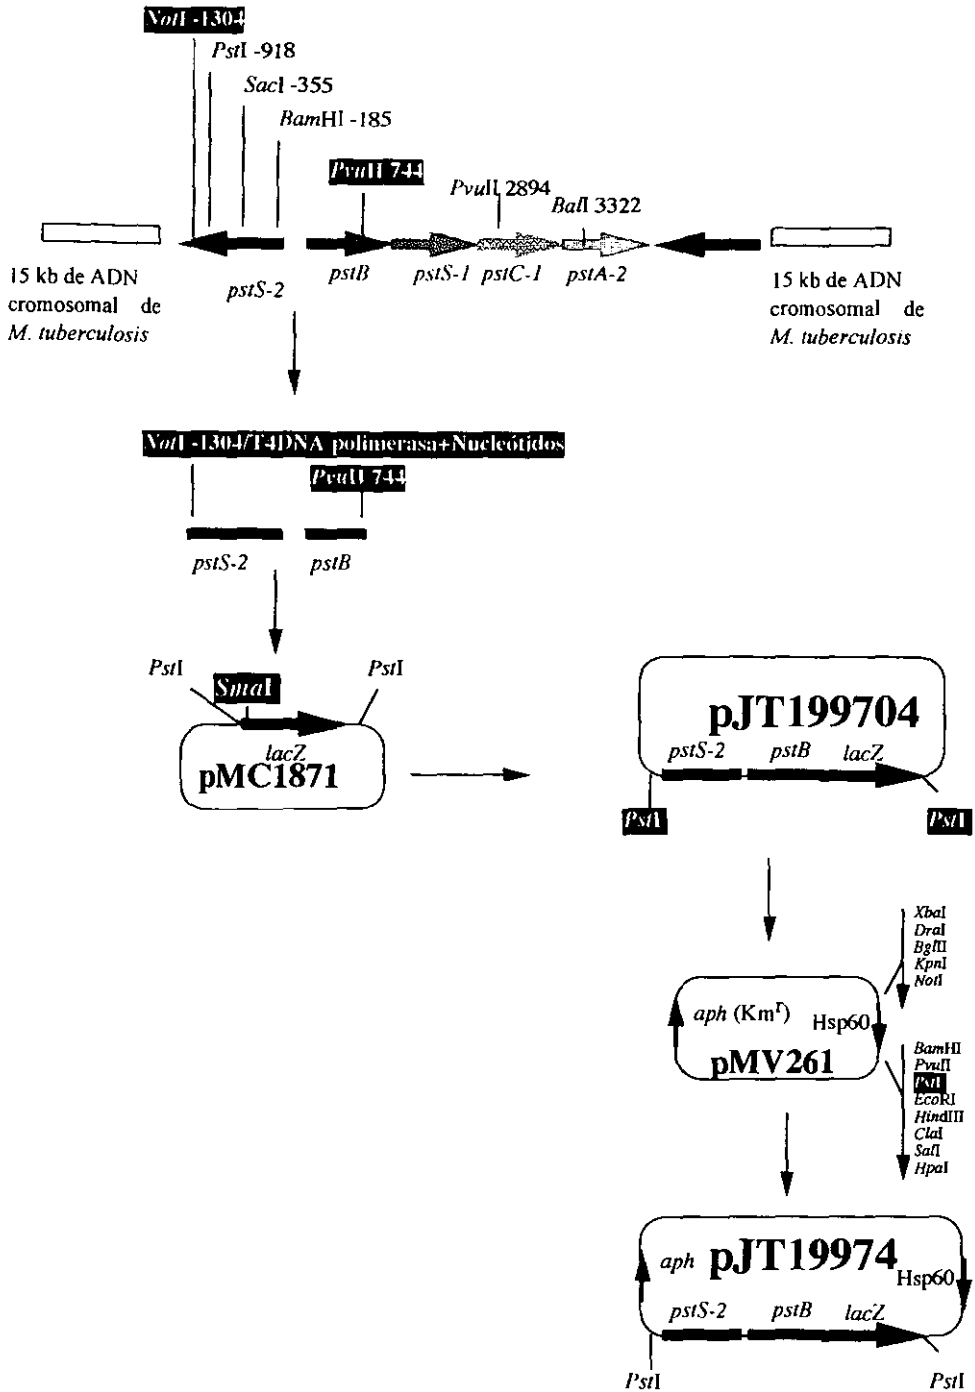 NotI -1304
PstI -918
SacI -355
BamHI -185
PvuII 744
PvuII 2894
BalI 3322
15 kb de ADN
cromosomal de
M. tuberculosis
pstS-2
pstB
pstS-1
pstC-1
pstA-2
15 kb de ADN
cromosomal de
M. tuberculosis
NotI -1304/T4DNA polimerasa+Nucleótidos
PvuII 744
pstS-2
pstB
PstI
SmaI
PstI
lacZ
pMC1871
pJT199704
pstS-2
pstB
lacZ
PstI
PstI
XbaI
DraI
BglII
KpnI
NotI
aph (Kmr)
Hsp60
pMV261
BamHI
PvuII
PstI
EcoRI
HindIII
ClaI
SalI
HpaI
aph
pJT19974
Hsp60
pstS-2
pstB
lacZ
PstI
PstI